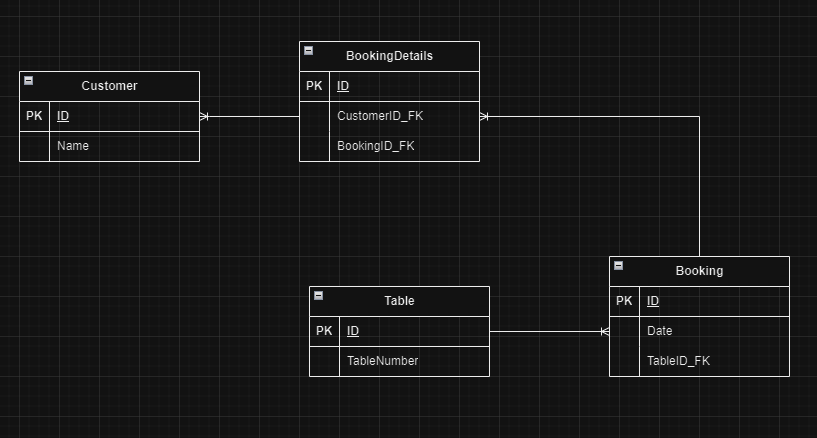 Customer
PK ID
Name
BookingDetails
PK ID
CustomerID_FK
BookingID_FK
Table
PK ID
TableNumber
Booking
PK ID
Date
TableID_FK